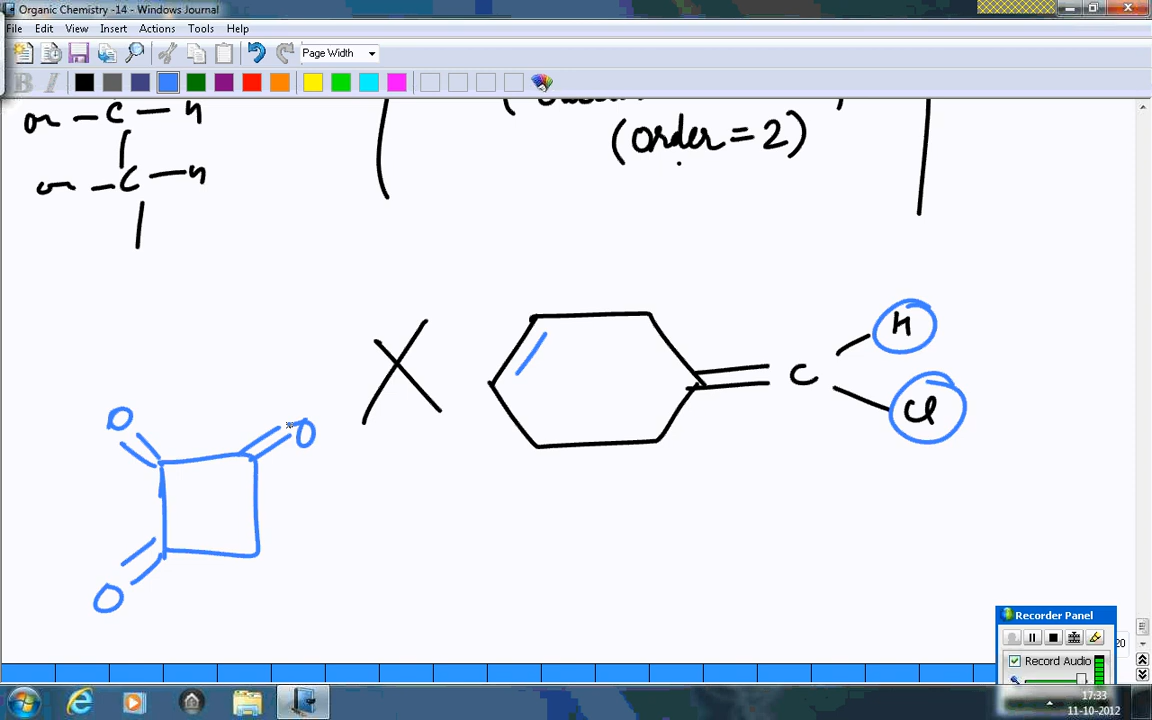 Organic Chemistry -14 - Windows Journal
File Edit View Insert Actions Tools Help
Page Width
B I
on - C - H
on - C - H
(order = 2)
X
H
C
Cl
O
O
O
Recorder Panel
20
Record Audio
17:33
11-10-2012